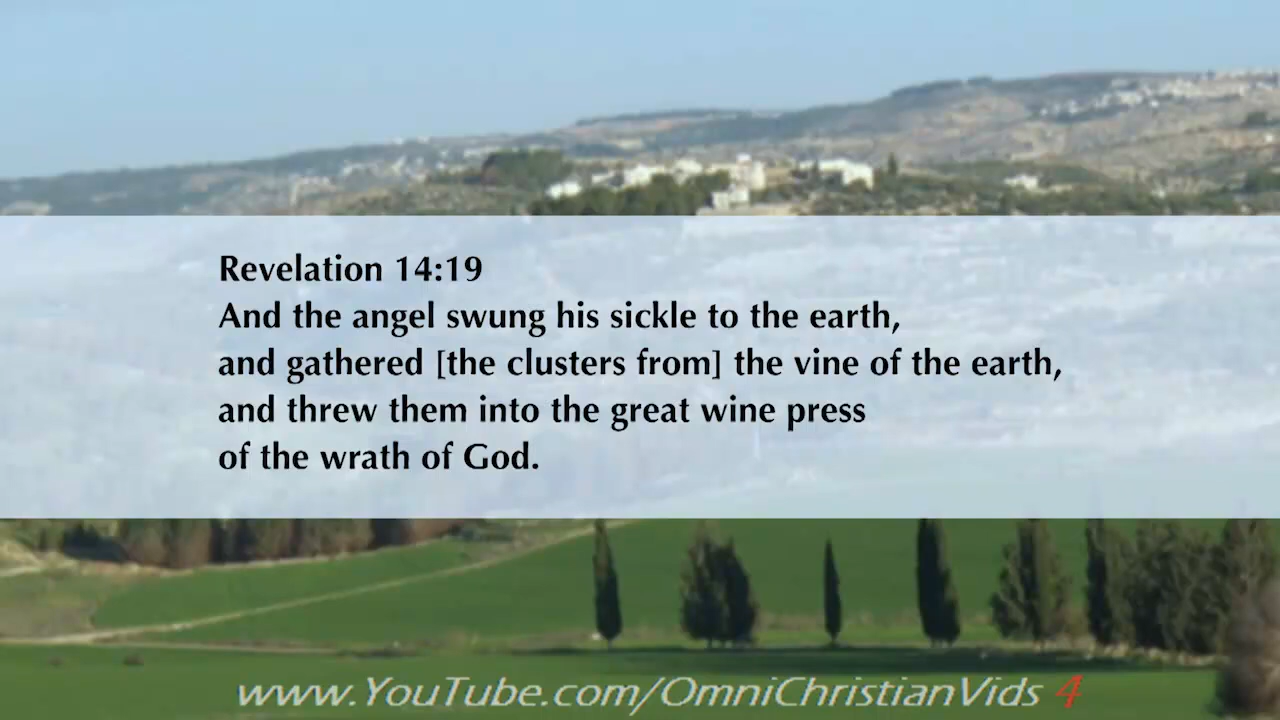 Revelation 14:19
And the angel swung his sickle to the earth,
and gathered [the clusters from] the vine of the earth,
and threw them into the great wine press
of the wrath of God.
www.YouTube.com/OmniChristianVids 4